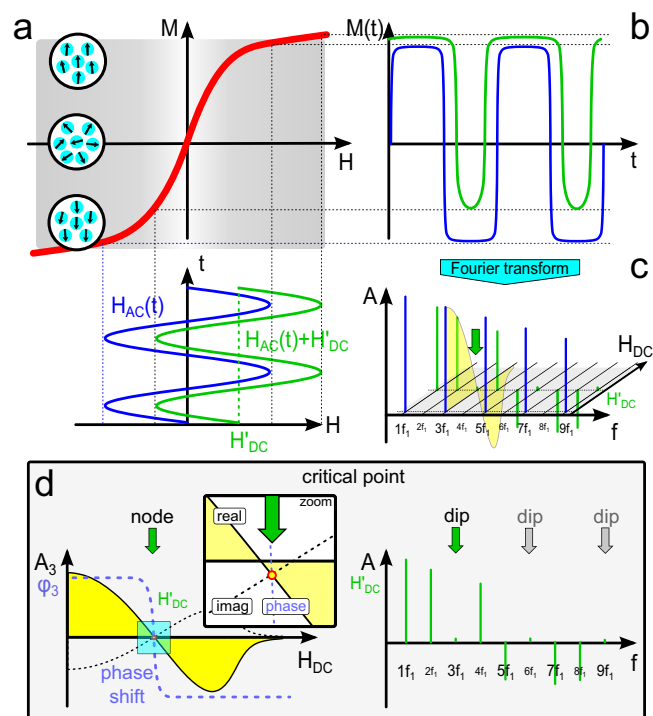 a
M
H
M(t)
b
t
t
H_AC(t)
H_AC(t)+H'_DC
H'_DC
H
Fourier transform
c
A
H_DC
H'_DC
1f₁ 2f₁ 3f₁ 4f₁ 5f₁ 6f₁ 7f₁ 8f₁ 9f₁
f
d
critical point
node
A₃
φ₃
H'_DC
phase
shift
H_DC
zoom
real
imag
phase
dip
dip
dip
A
H'_DC
f
1f₁ 2f₁ 3f₁ 4f₁ 5f₁ 6f₁ 7f₁ 8f₁ 9f₁